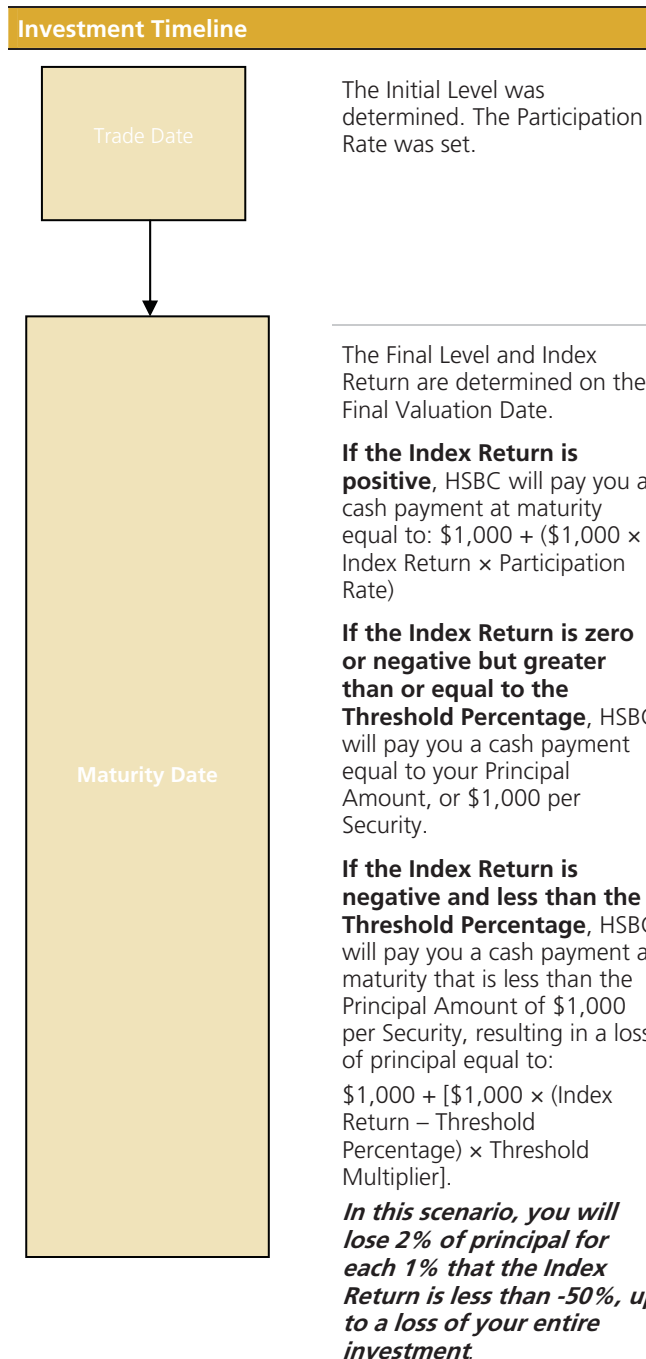 Investment Timeline
Trade Date
The Initial Level was
determined. The Participation
Rate was set.
Maturity Date
The Final Level and Index
Return are determined on the
Final Valuation Date.
If the Index Return is
positive, HSBC will pay you a
cash payment at maturity
equal to: $1,000 + ($1,000 ×
Index Return × Participation
Rate)
If the Index Return is zero
or negative but greater
than or equal to the
Threshold Percentage, HSBC
will pay you a cash payment
equal to your Principal
Amount, or $1,000 per
Security.
If the Index Return is
negative and less than the
Threshold Percentage, HSBC
will pay you a cash payment a
maturity that is less than the
Principal Amount of $1,000
per Security, resulting in a loss
of principal equal to:
$1,000 + [$1,000 × (Index
Return – Threshold
Percentage) × Threshold
Multiplier].
In this scenario, you will
lose 2% of principal for
each 1% that the Index
Return is less than -50%, up
to a loss of your entire
investment.